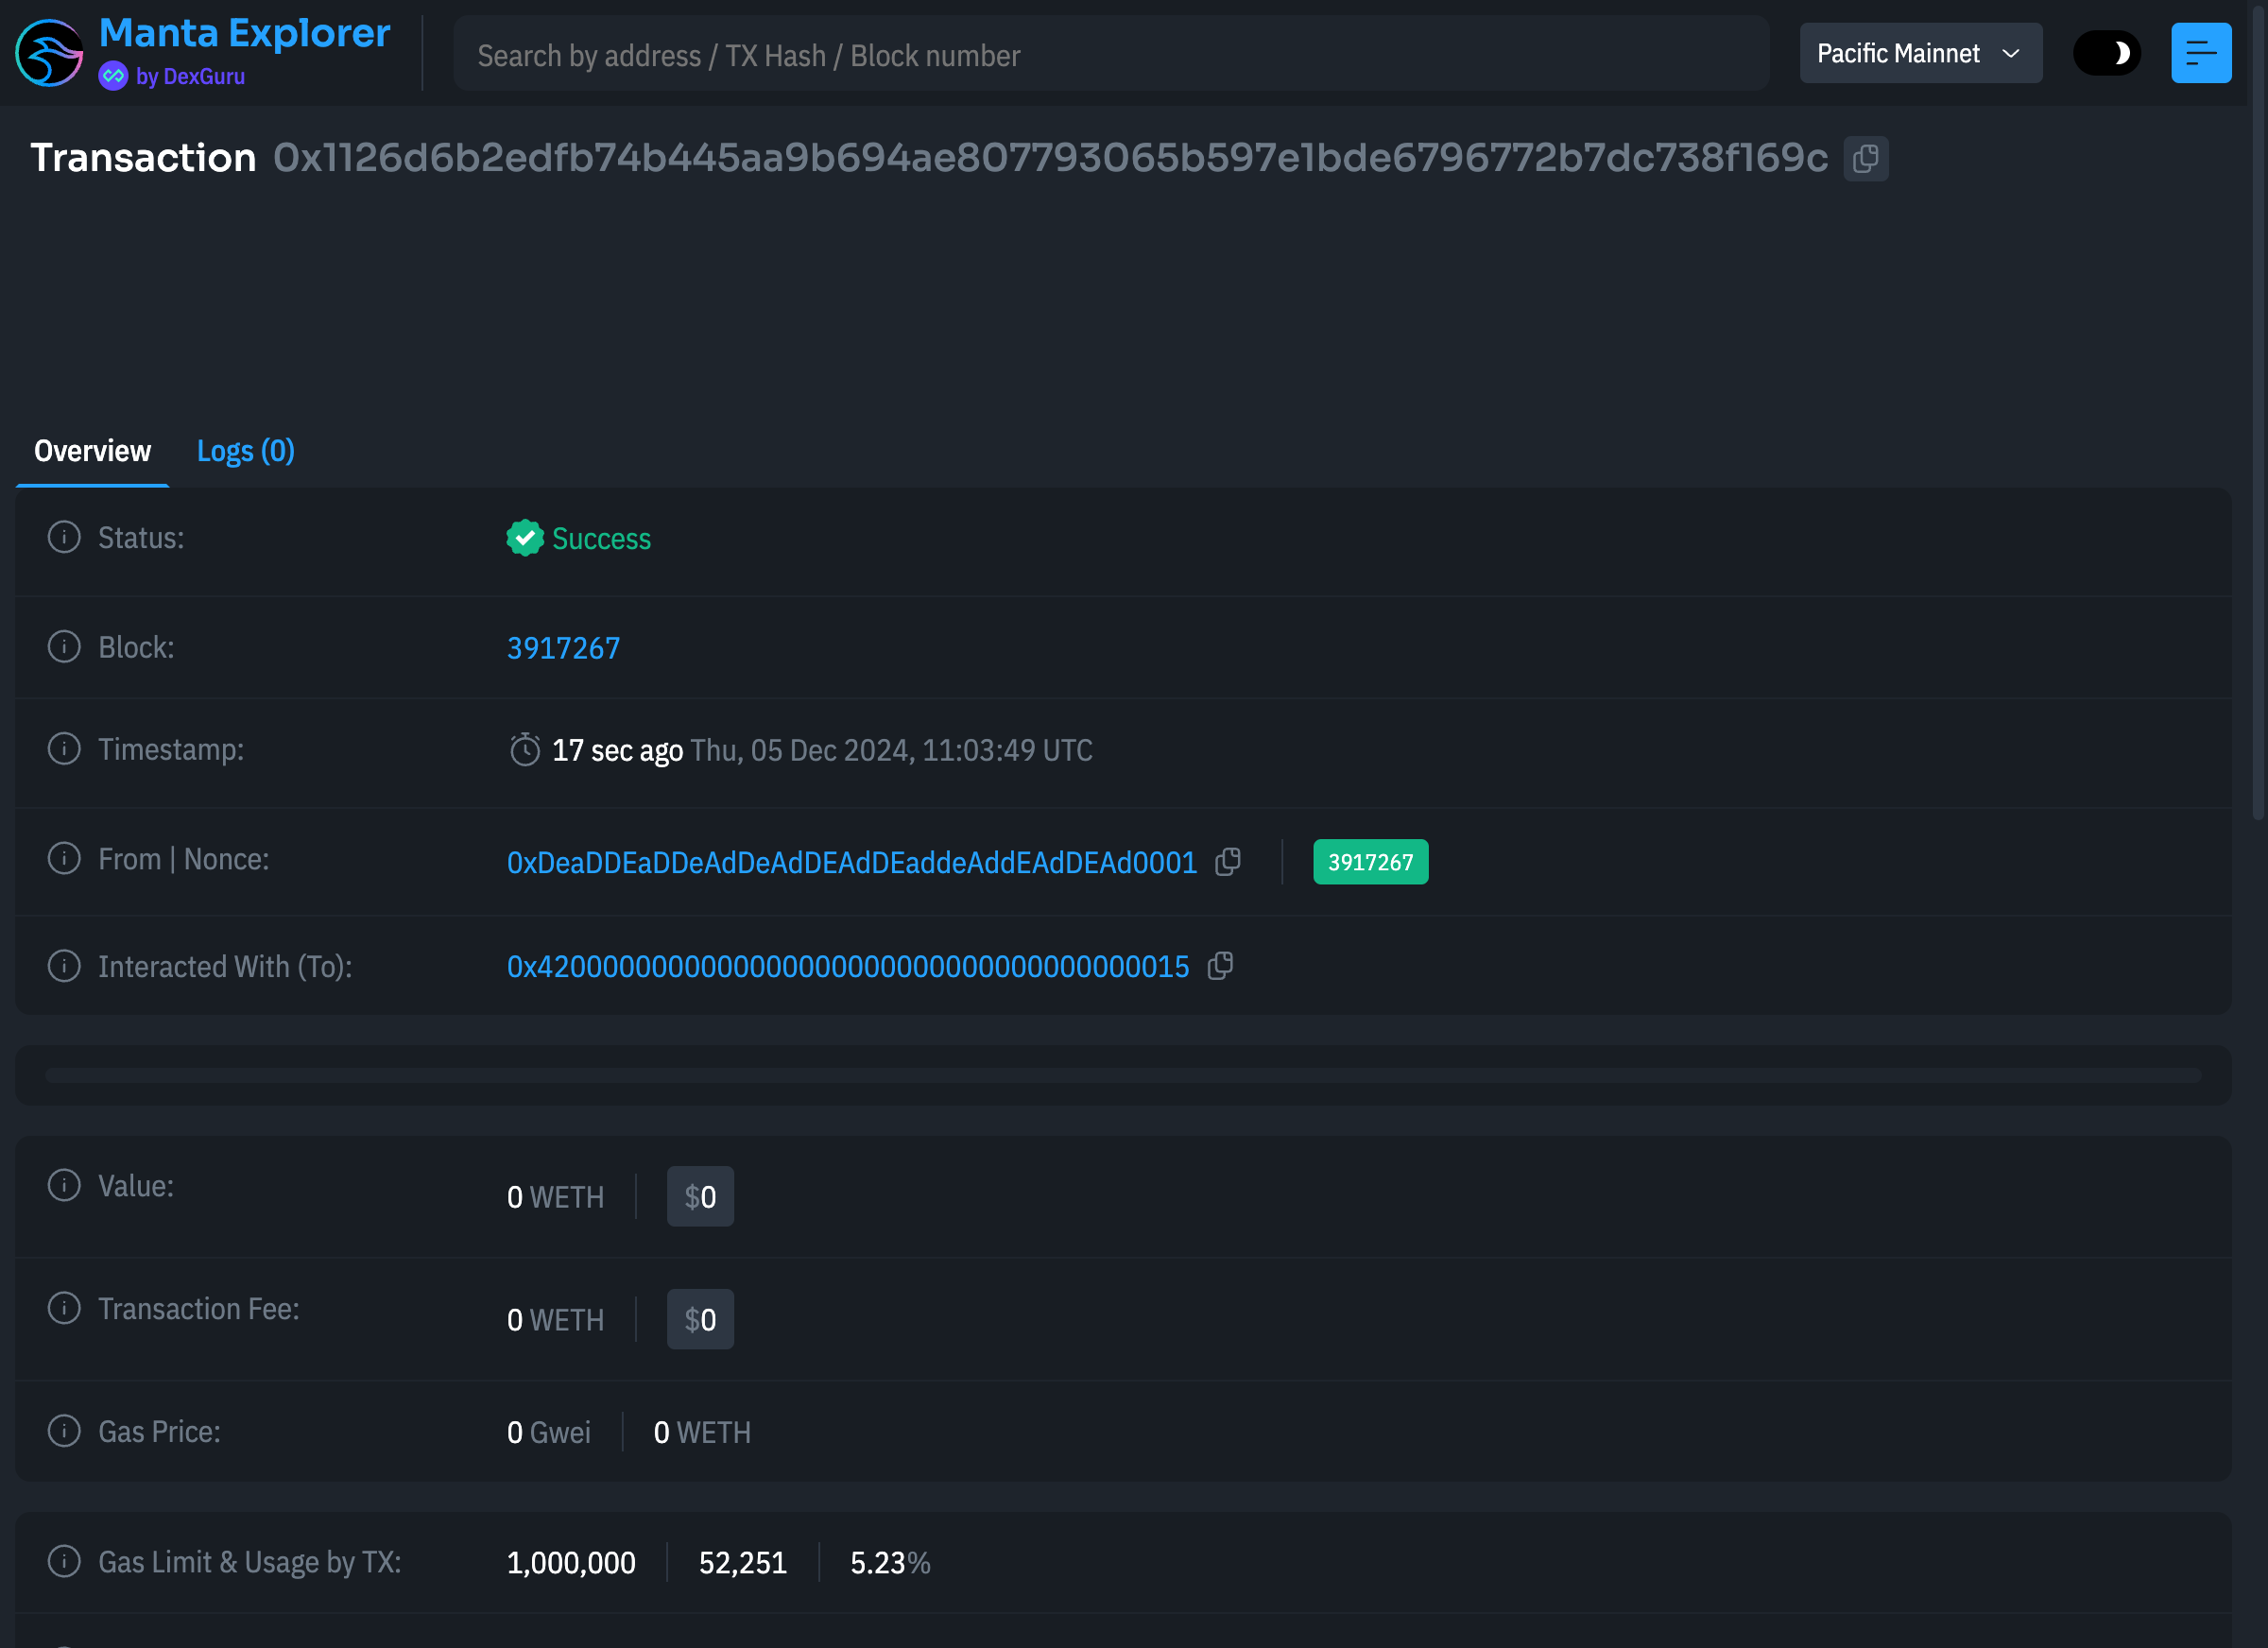 Manta Explorer
by DexGuru
Search by address / TX Hash / Block number
Pacific Mainnet
Transaction 0x1126d6b2edfb74b445aa9b694ae807793065b597e1bde6796772b7dc738f169c
Overview
Logs (0)
Status:
Success
Block:
3917267
Timestamp:
17 sec ago Thu, 05 Dec 2024, 11:03:49 UTC
From | Nonce:
0xDeaDDEaDDeAdDeAdDEAdDEaddeAddEAdDEAd0001
3917267
Interacted With (To):
0x4200000000000000000000000000000000000015
Value:
0 WETH
$0
Transaction Fee:
0 WETH
$0
Gas Price:
0 Gwei
0 WETH
Gas Limit & Usage by TX:
1,000,000
52,251
5.23%